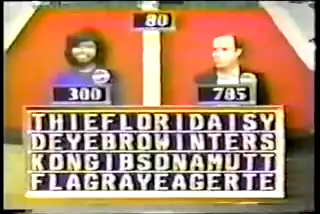 80
300 785
THIEFLORIDAISY
DEYEBROWINTERS
KONGIBSONAMUTT
FLAGRAYEAGERTE